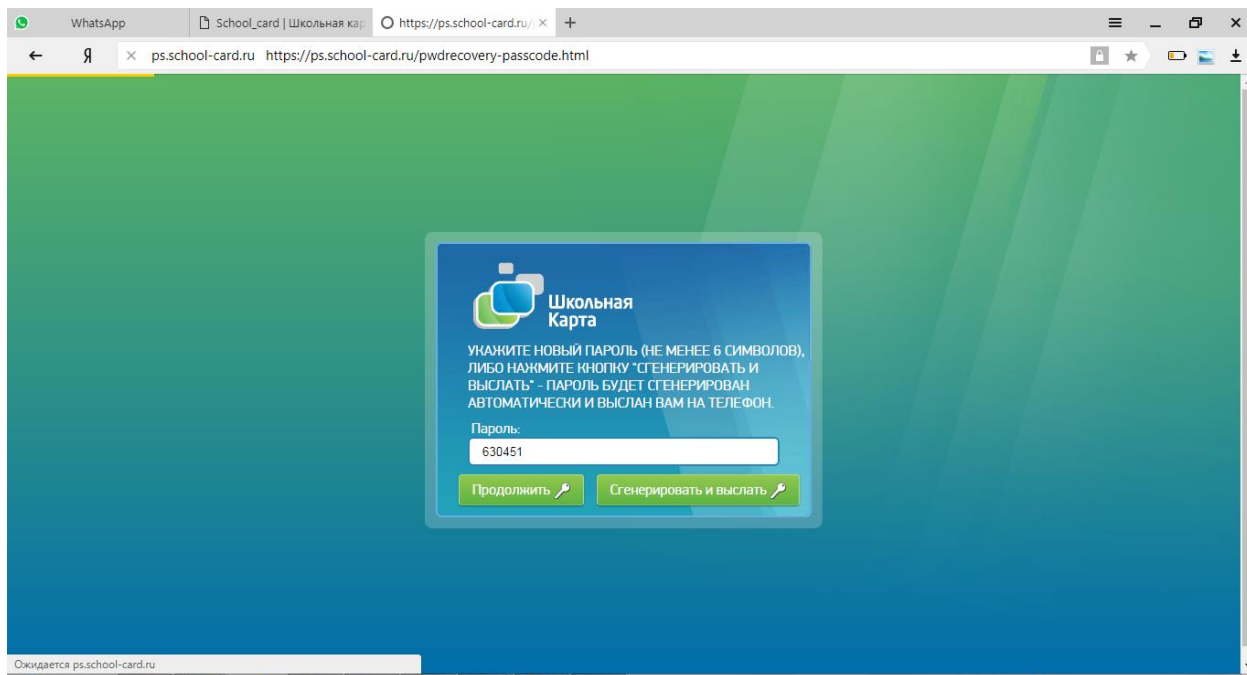 WhatsApp
School_card | Школьная кар
https://ps.school-card.ru/
Я ps.school-card.ru https://ps.school-card.ru/pwdrecovery-passcode.html
Школьная
Карта
УКАЖИТЕ НОВЫЙ ПАРОЛЬ (НЕ МЕНЕЕ 6 СИМВОЛОВ),
ЛИБО НАЖМИТЕ КНОПКУ "СГЕНЕРИРОВАТЬ И
ВЫСЛАТЬ" - ПАРОЛЬ БУДЕТ СГЕНЕРИРОВАН
АВТОМАТИЧЕСКИ И ВЫСЛАН ВАМ НА ТЕЛЕФОН.
Пароль:
630451
Продолжить
Сгенерировать и выслать
Ожидается ps.school-card.ru